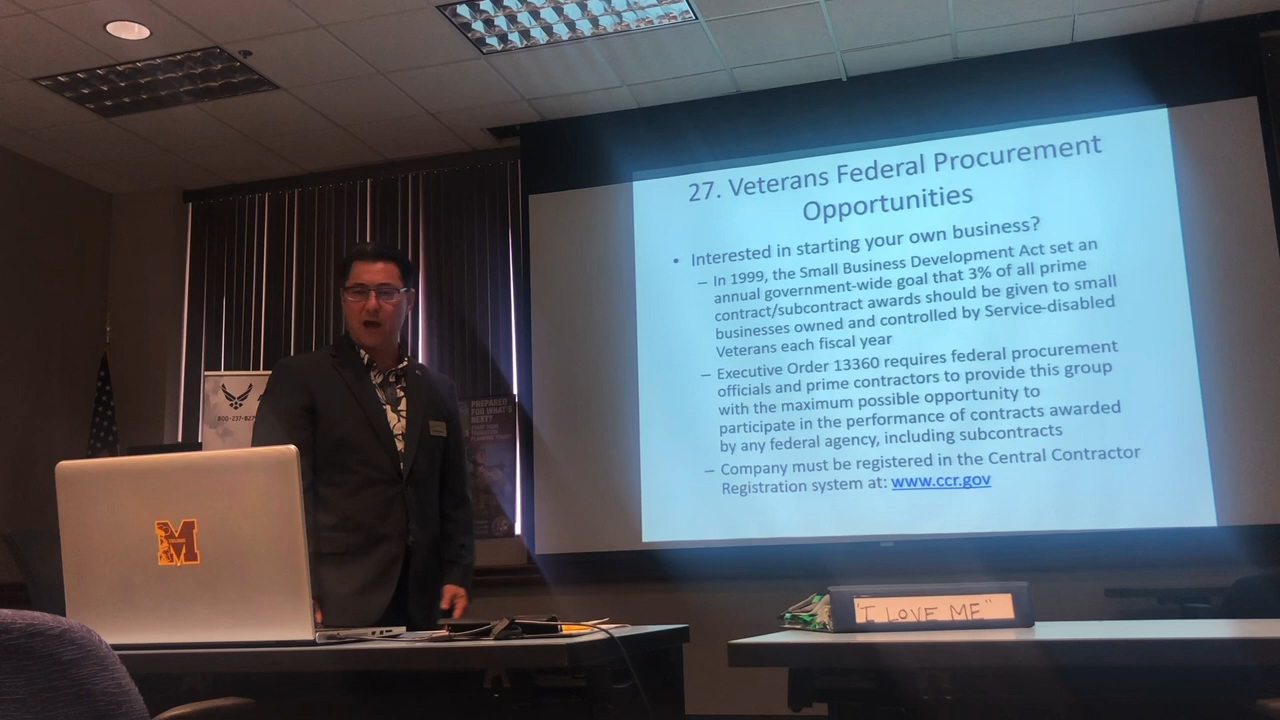 27. Veterans Federal Procurement
Opportunities
• Interested in starting your own business?
– In 1999, the Small Business Development Act set an
annual government-wide goal that 3% of all prime
contract/subcontract awards should be given to small
businesses owned and controlled by Service-disabled
Veterans each fiscal year
– Executive Order 13360 requires federal procurement
officials and prime contractors to provide this group
with the maximum possible opportunity to
participate in the performance of contracts awarded
by any federal agency, including subcontracts
– Company must be registered in the Central Contractor
Registration system at: www.ccr.gov
PREPARED
FOR WHAT'S
NEXT?
M
"I LOVE ME"